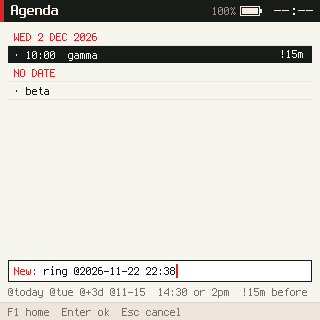 Agenda 100% --:--
WED 2 DEC 2026
· 10:00 gamma !15m
NO DATE
· beta
New: ring @2026-11-22 22:38
@today @tue @+3d @11-15 14:30 or 2pm !15m before
F1 home Enter ok Esc cancel